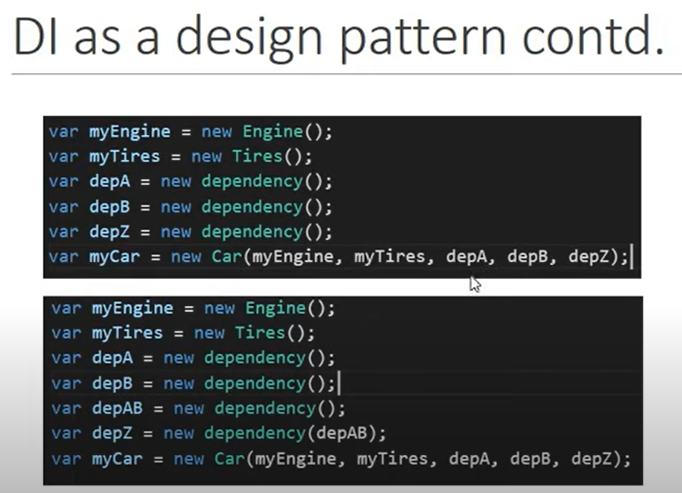 DI as a design pattern contd.
var myEngine = new Engine();
var myTires = new Tires();
var depA = new dependency();
var depB = new dependency();
var depZ = new dependency();
var myCar = new Car(myEngine, myTires, depA, depB, depZ);
var myEngine = new Engine();
var myTires = new Tires();
var depA = new dependency();
var depB = new dependency();
var depAB = new dependency();
var depZ = new dependency(depAB);
var myCar = new Car(myEngine, myTires, depA, depB, depZ);